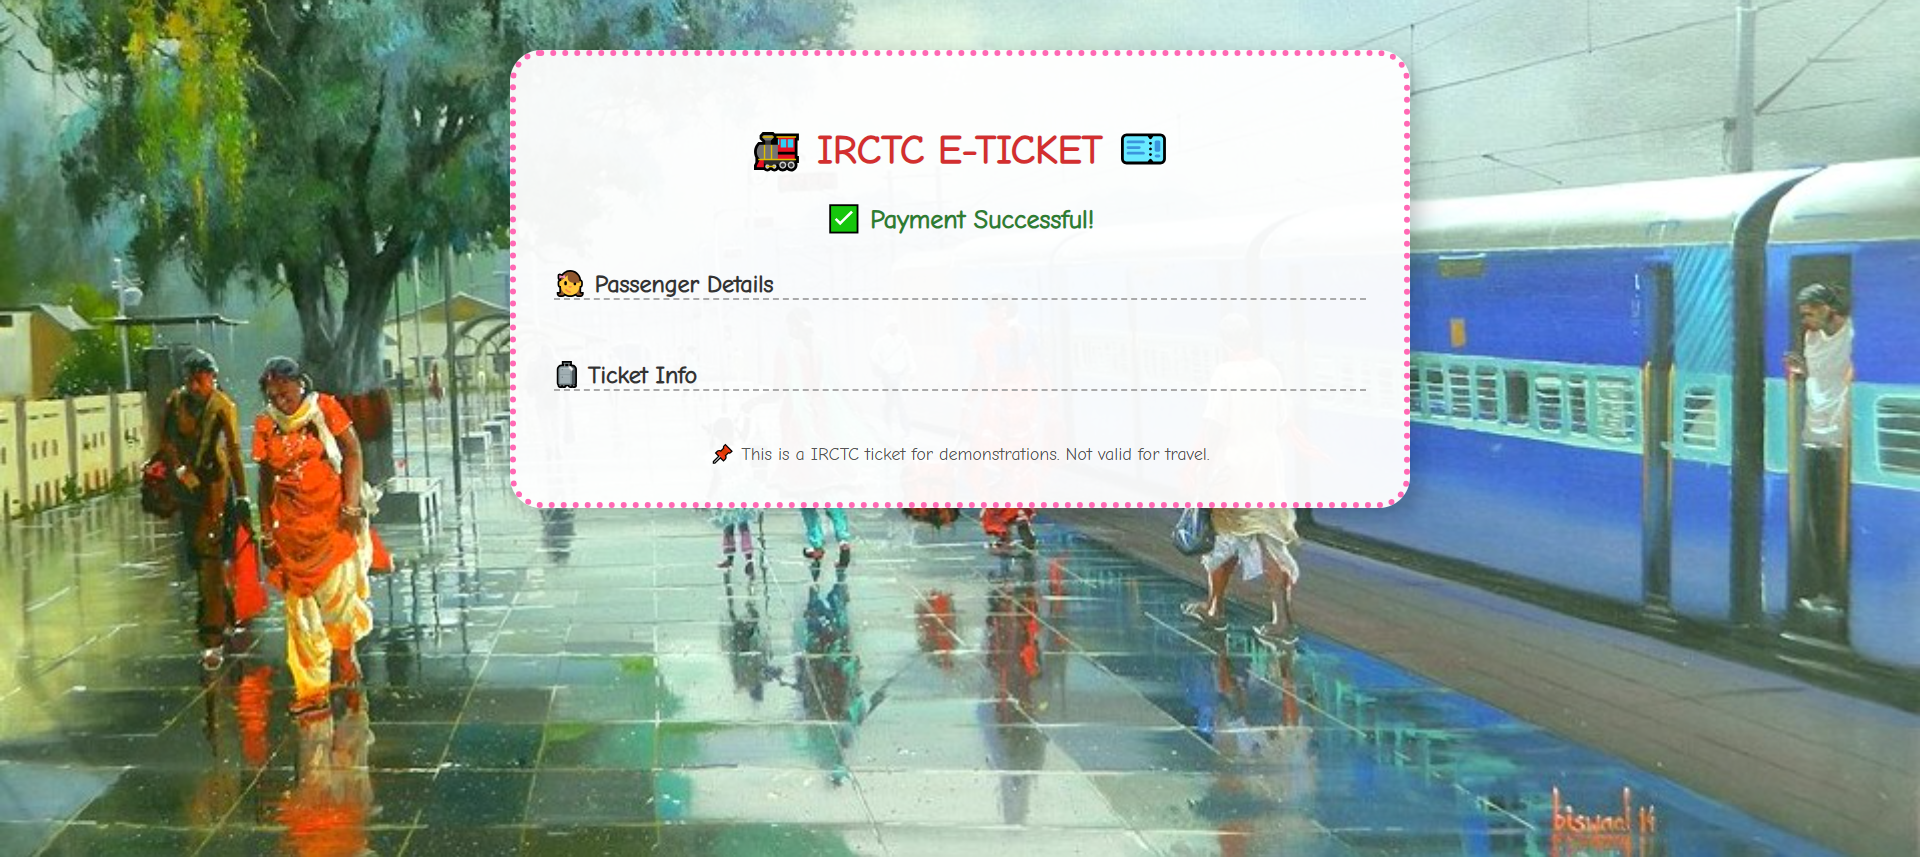 IRCTC E-TICKET
Payment Successful!
Passenger Details
Ticket Info
This is a IRCTC ticket for demonstrations. Not valid for travel.
biswaal 14